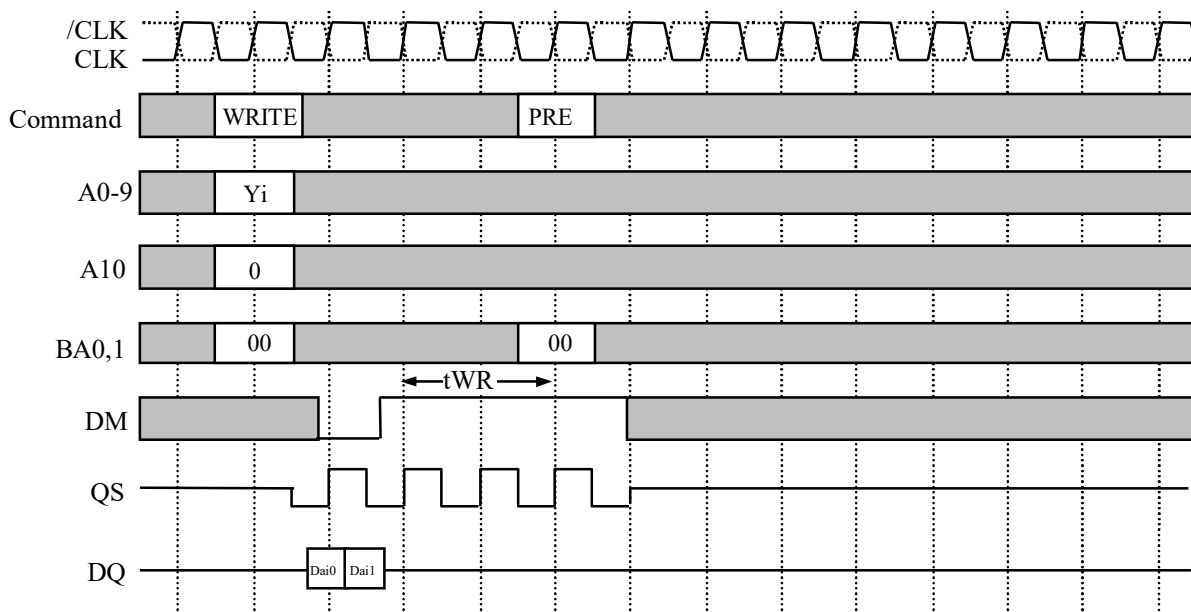 /CLK
CLK
Command WRITE PRE
A0-9 Yi
A10 0
BA0,1 00 00
tWR
DM
QS
DQ Dai0 Dai1